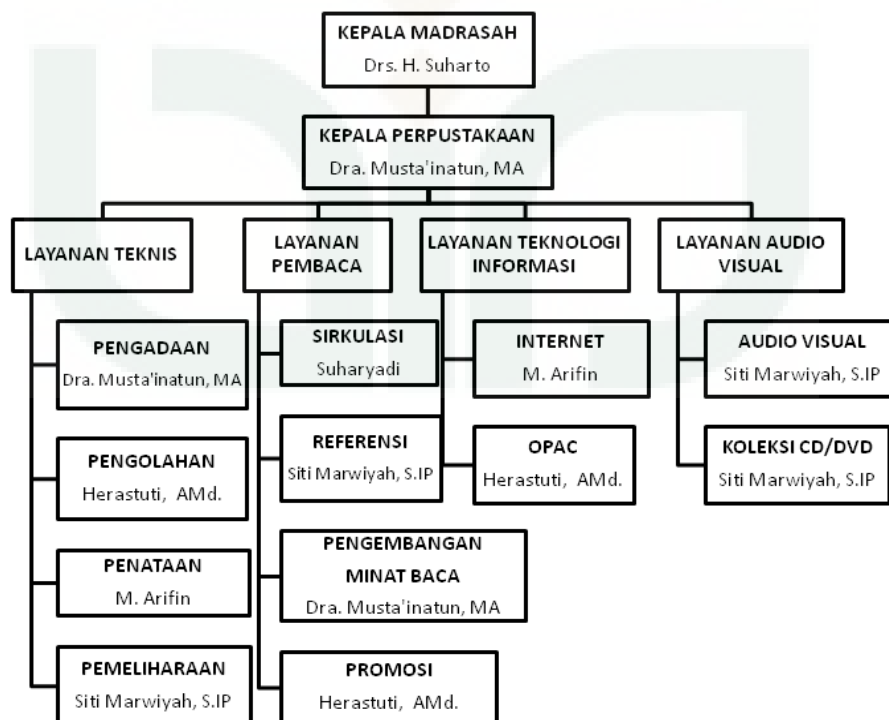 KEPALA MADRASAH
Drs. H. Suharto
KEPALA PERPUSTAKAAN
Dra. Musta'inatun, MA
LAYANAN TEKNIS
PENGADAAN
Dra. Musta'inatun, MA
PENGOLAHAN
Herastuti, AMd.
PENATAAN
M. Arifin
PEMELIHARAAN
Siti Marwiyah, S.IP
LAYANAN
PEMBACA
SIRKULASI
Suharyadi
REFERENSI
Siti Marwiyah, S.IP
PENGEMBANGAN
MINAT BACA
Dra. Musta'inatun, MA
PROMOSI
Herastuti, AMd.
LAYANAN TEKNOLOGI
INFORMASI
INTERNET
M. Arifin
OPAC
Herastuti, AMd.
LAYANAN AUDIO
VISUAL
AUDIO VISUAL
Siti Marwiyah, S.IP
KOLEKSI CD/DVD
Siti Marwiyah, S.IP